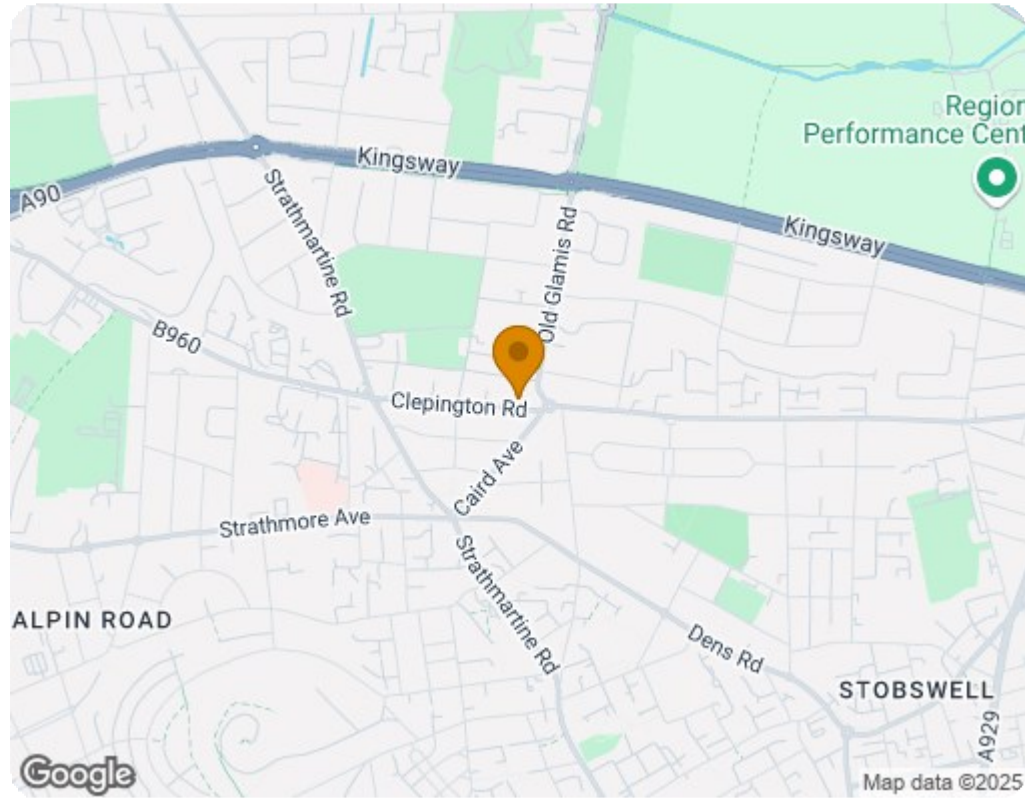 Region
Performance Cent
Kingsway
A90
Strathmartine Rd
Old Glamis Rd
Kingsway
B960
Clepington Rd
Caird Ave
Strathmore Ave
Strathmartine Rd
ALPIN ROAD
Dens Rd
STOBSWELL
A929
Google
Map data ©2025